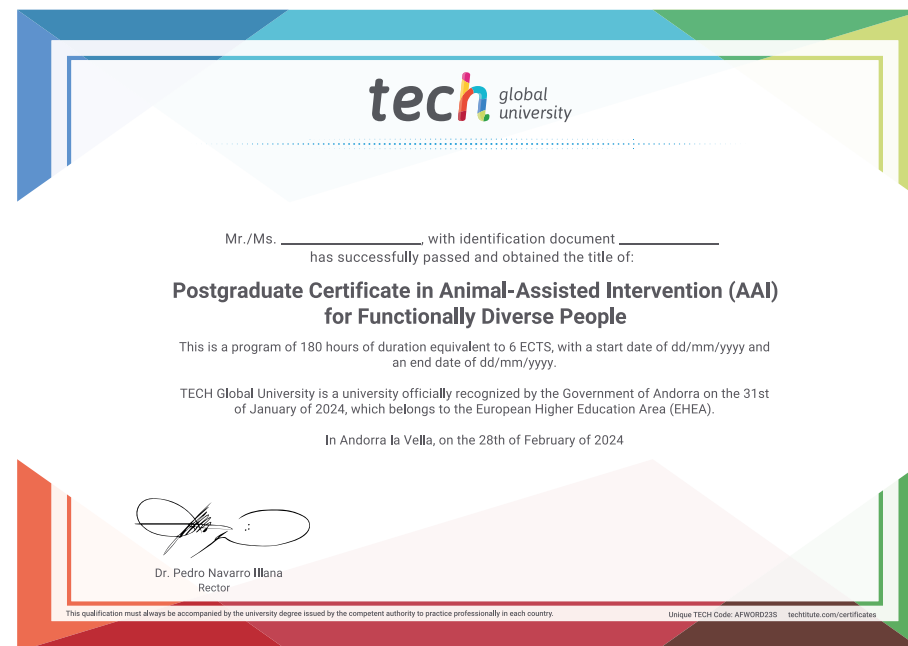 tech global university
Mr./Ms. ____________________, with identification document ______________
has successfully passed and obtained the title of:
Postgraduate Certificate in Animal-Assisted Intervention (AAI)
for Functionally Diverse People
This is a program of 180 hours of duration equivalent to 6 ECTS, with a start date of dd/mm/yyyy and
an end date of dd/mm/yyyy.
TECH Global University is a university officially recognized by the Government of Andorra on the 31st
of January of 2024, which belongs to the European Higher Education Area (EHEA).
In Andorra la Vella, on the 28th of February of 2024
Dr. Pedro Navarro Illana
Rector
This qualification must always be accompanied by the university degree issued by the competent authority to practice professionally in each country.
Unique TECH Code: AFWORD23S techtitute.com/certificates